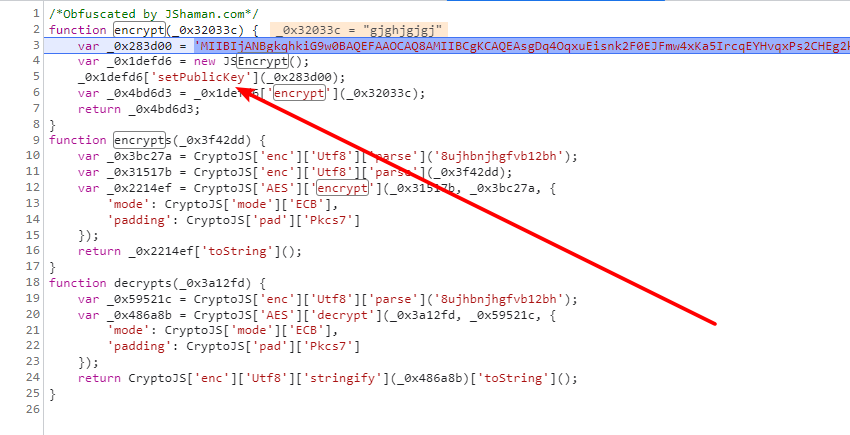 1 /*Obfuscated by JShaman.com*/
2 function encrypt(_0x32033c) { _0x32033c = "gjghjgjgj"
3 var _0x283d00 = 'MIIBIjANBgkqhkiG9w0BAQEFAAOCAQ8AMIIBCgKCAQEAsgDq4OqxuEisnk2F0EJFmw4xKa5IrcqEYHvqxPs2CHEg2
4 var _0x1defd6 = new JSEncrypt();
5 _0x1defd6['setPublicKey'](_0x283d00);
6 var _0x4bd6d3 = _0x1defd6['encrypt'](_0x32033c);
7 return _0x4bd6d3;
8 }
9 function encrypts(_0x3f42dd) {
10 var _0x3bc27a = CryptoJS['enc']['Utf8']['parse']('8ujhbnjhgfvb12bh');
11 var _0x31517b = CryptoJS['enc']['Utf8']['parse'](_0x3f42dd);
12 var _0x2214ef = CryptoJS['AES']['encrypt'](_0x31517b, _0x3bc27a, {
13 'mode': CryptoJS['mode']['ECB'],
14 'padding': CryptoJS['pad']['Pkcs7']
15 });
16 return _0x2214ef['toString']();
17 }
18 function decrypts(_0x3a12fd) {
19 var _0x59521c = CryptoJS['enc']['Utf8']['parse']('8ujhbnjhgfvb12bh');
20 var _0x486a8b = CryptoJS['AES']['decrypt'](_0x3a12fd, _0x59521c, {
21 'mode': CryptoJS['mode']['ECB'],
22 'padding': CryptoJS['pad']['Pkcs7']
23 });
24 return CryptoJS['enc']['Utf8']['stringify'](_0x486a8b)['toString']();
25 }
26